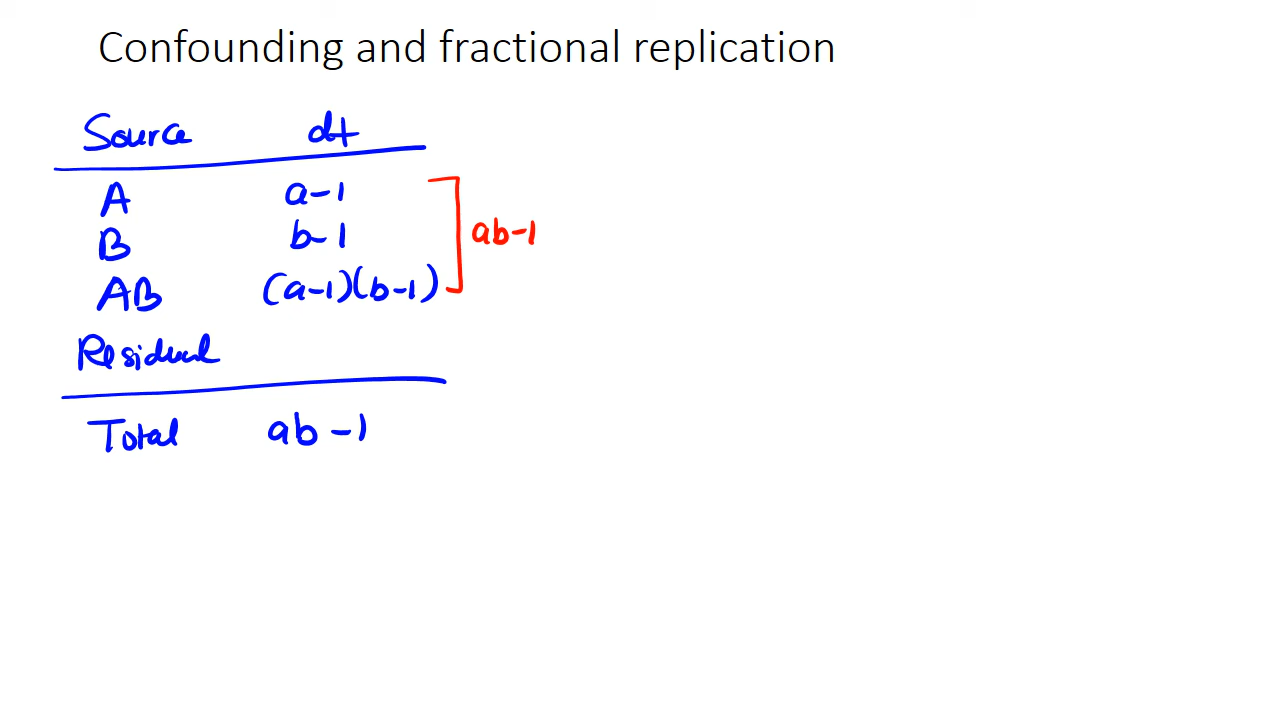 Confounding and fractional replication
Source df
A a-1
B b-1
AB (a-1)(b-1)
ab-1
Residual
Total ab-1